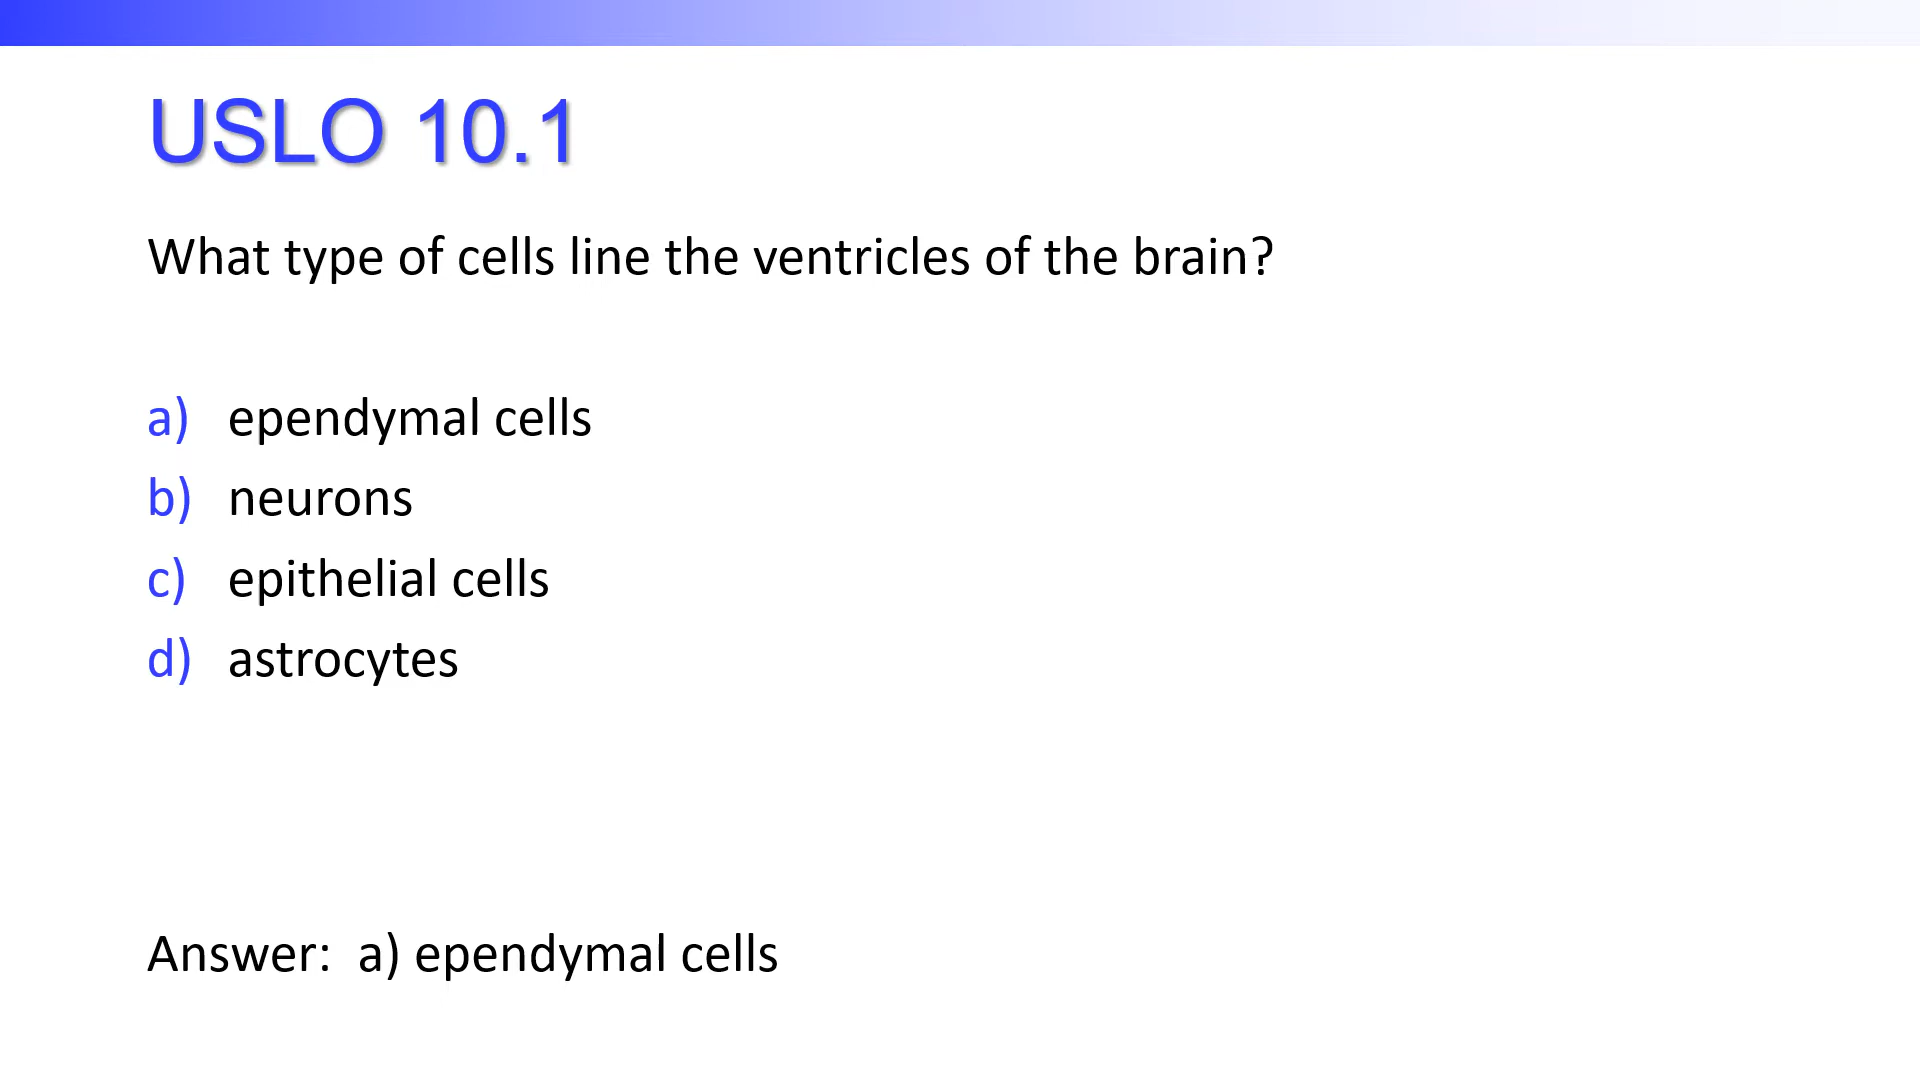 USLO 10.1
What type of cells line the ventricles of the brain?
a) ependymal cells
b) neurons
c) epithelial cells
d) astrocytes
Answer: a) ependymal cells